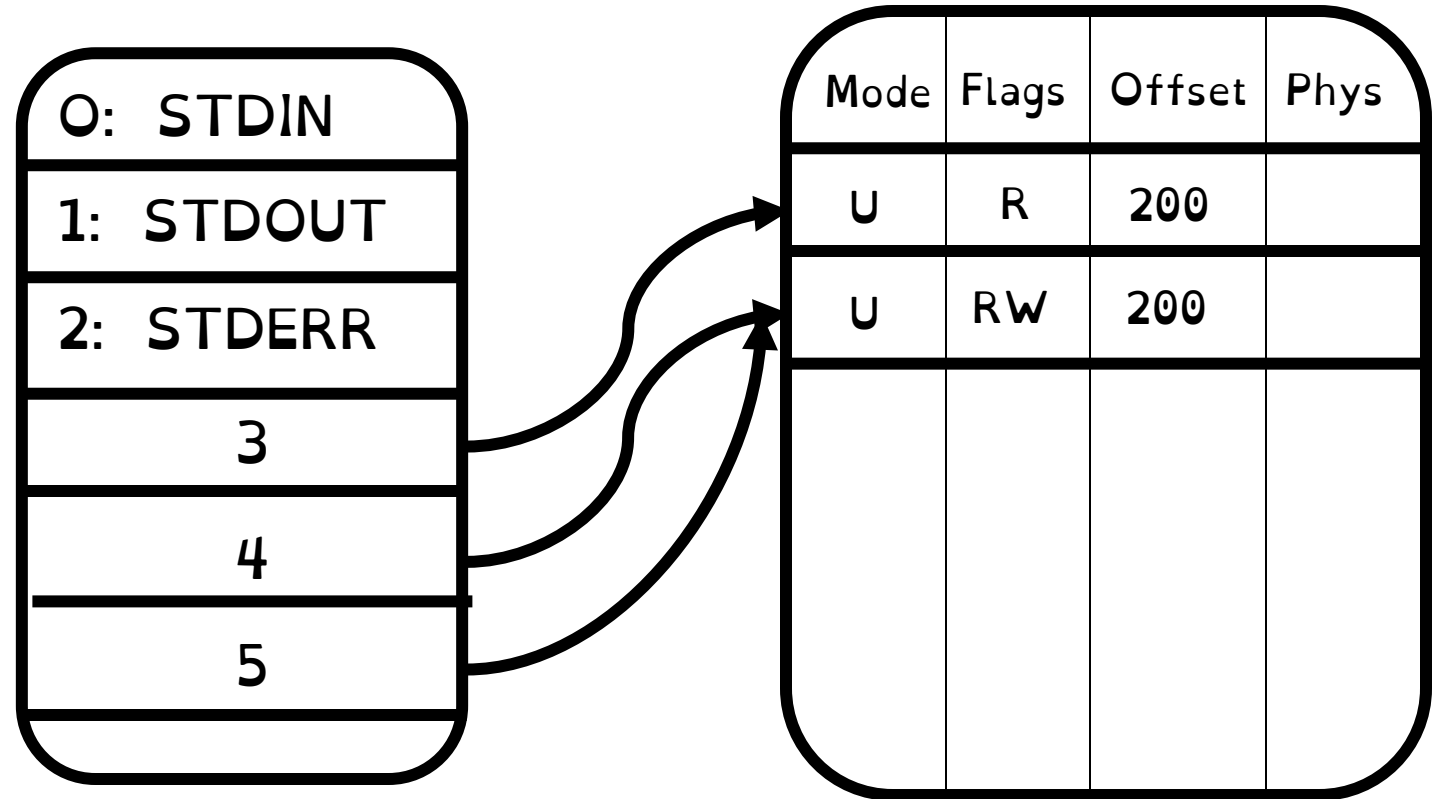 0: STDIN
1: STDOUT
2: STDERR
3
4
5
Mode Flags Offset Phys
U R 200
U RW 200